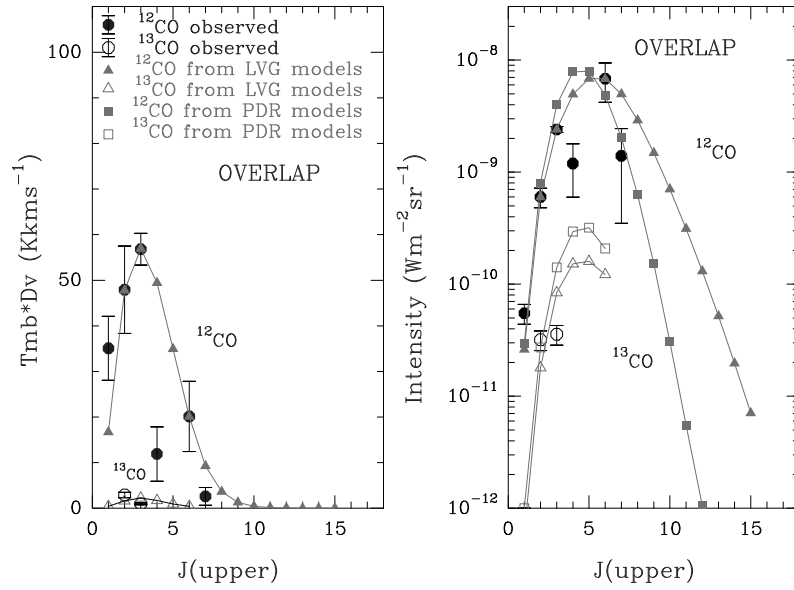 ¹²CO observed
¹³CO observed
¹²CO from LVG models
¹³CO from LVG models
¹²CO from PDR models
¹³CO from PDR models
OVERLAP
¹²CO
¹³CO
Tmb*Dv (Kkms⁻¹)
100
50
0
0 5 10 15
J(upper)
OVERLAP
¹²CO
¹³CO
Intensity (Wm⁻²sr⁻¹)
10⁻⁸
10⁻⁹
10⁻¹⁰
10⁻¹¹
10⁻¹²
0 5 10 15
J(upper)